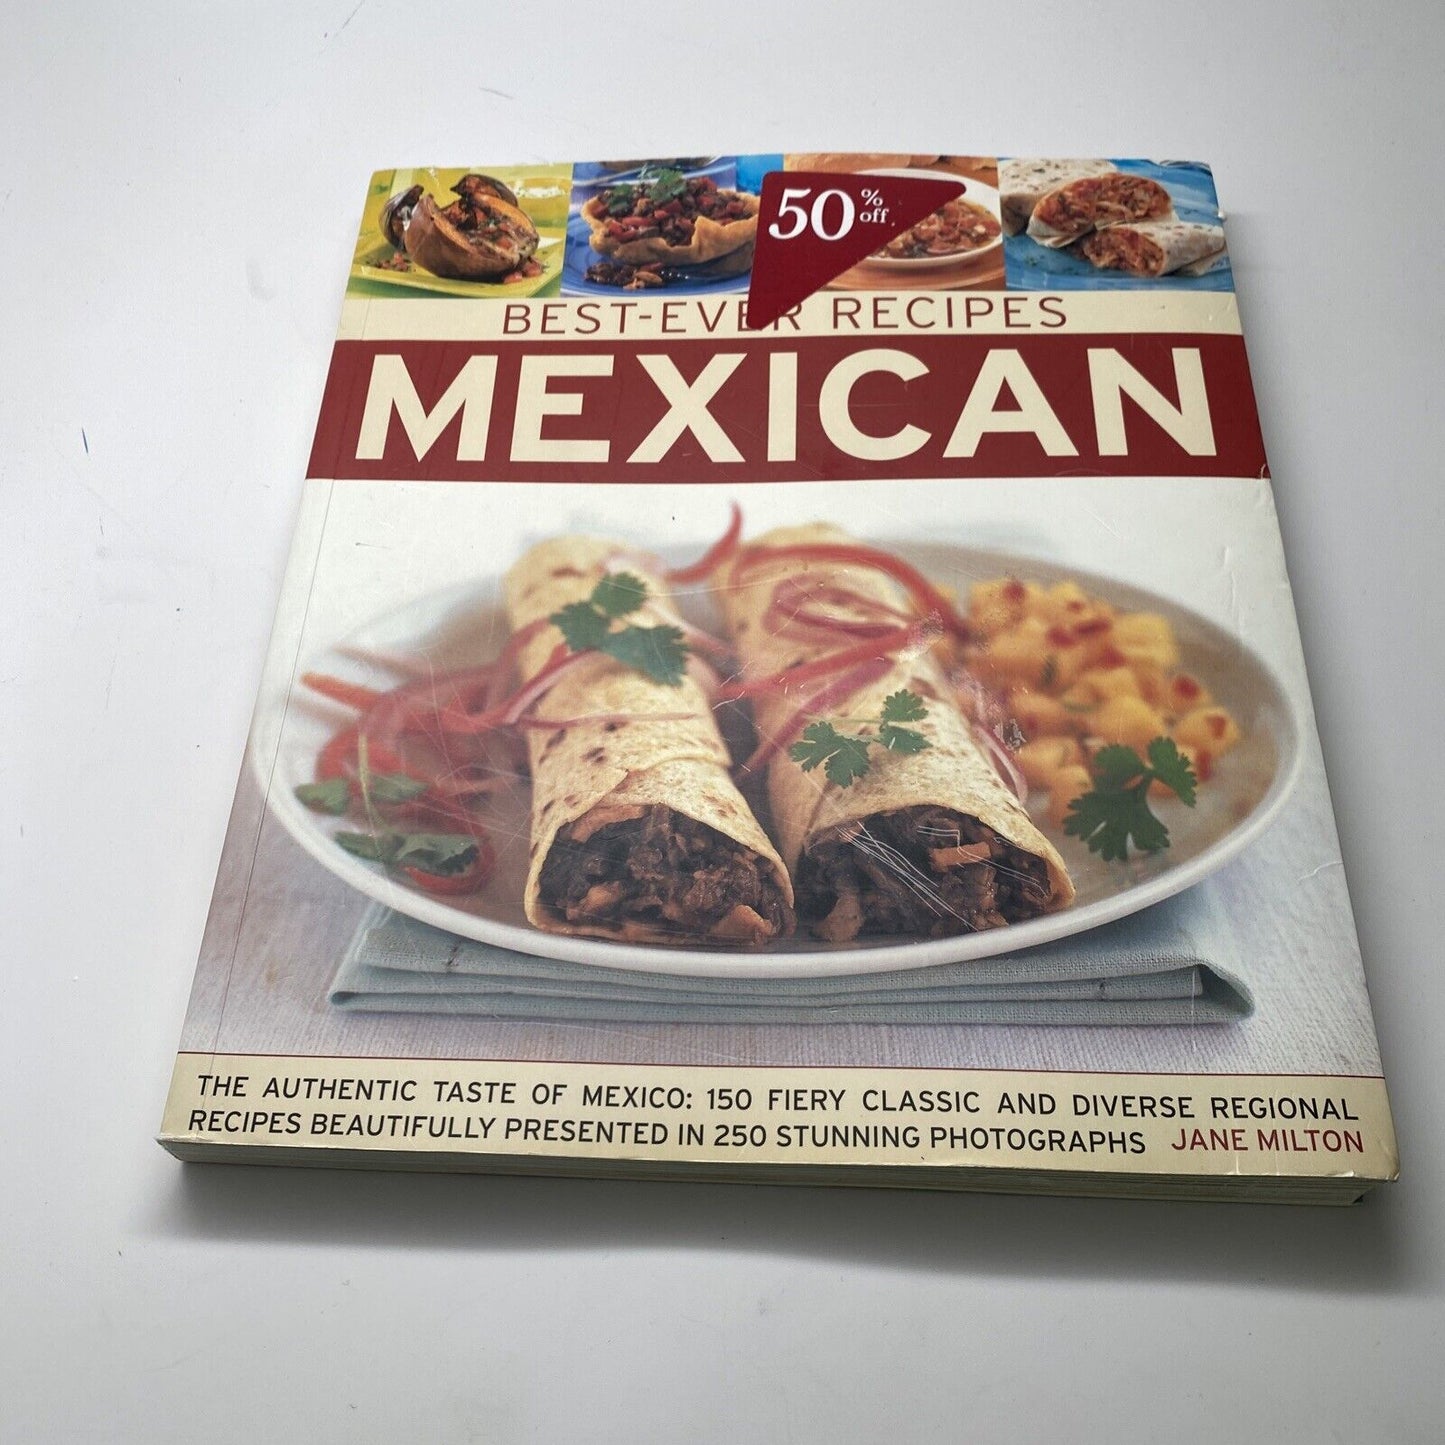 50% off
BEST-EVER RECIPES
MEXICAN
THE AUTHENTIC TASTE OF MEXICO: 150 FIERY CLASSIC AND DIVERSE REGIONAL
RECIPES BEAUTIFULLY PRESENTED IN 250 STUNNING PHOTOGRAPHS JANE MILTON